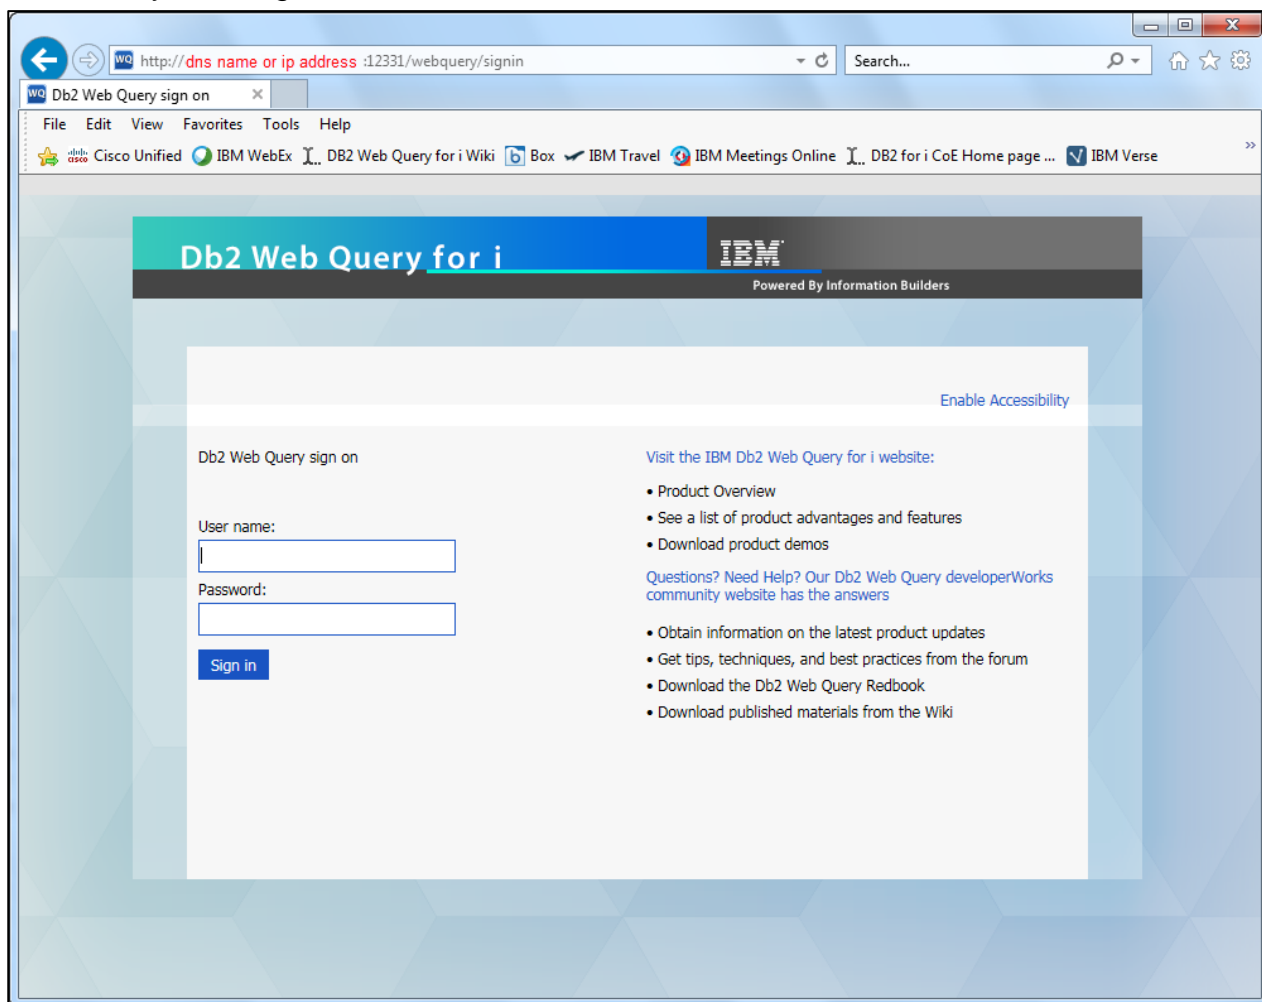 http://dns name or ip address :12331/webquery/signin
Search...
WQ
Db2 Web Query sign on
File Edit View Favorites Tools Help
cisco Cisco Unified IBM WebEx DB2 Web Query for i Wiki b Box IBM Travel IBM Meetings Online DB2 for i CoE Home page ... IBM Verse »
Db2 Web Query for i
IBM
Powered By Information Builders
Enable Accessibility
Db2 Web Query sign on
User name:
Password:
Sign in
Visit the IBM Db2 Web Query for i website:
• Product Overview
• See a list of product advantages and features
• Download product demos
Questions? Need Help? Our Db2 Web Query developerWorks
community website has the answers
• Obtain information on the latest product updates
• Get tips, techniques, and best practices from the forum
• Download the Db2 Web Query Redbook
• Download published materials from the Wiki